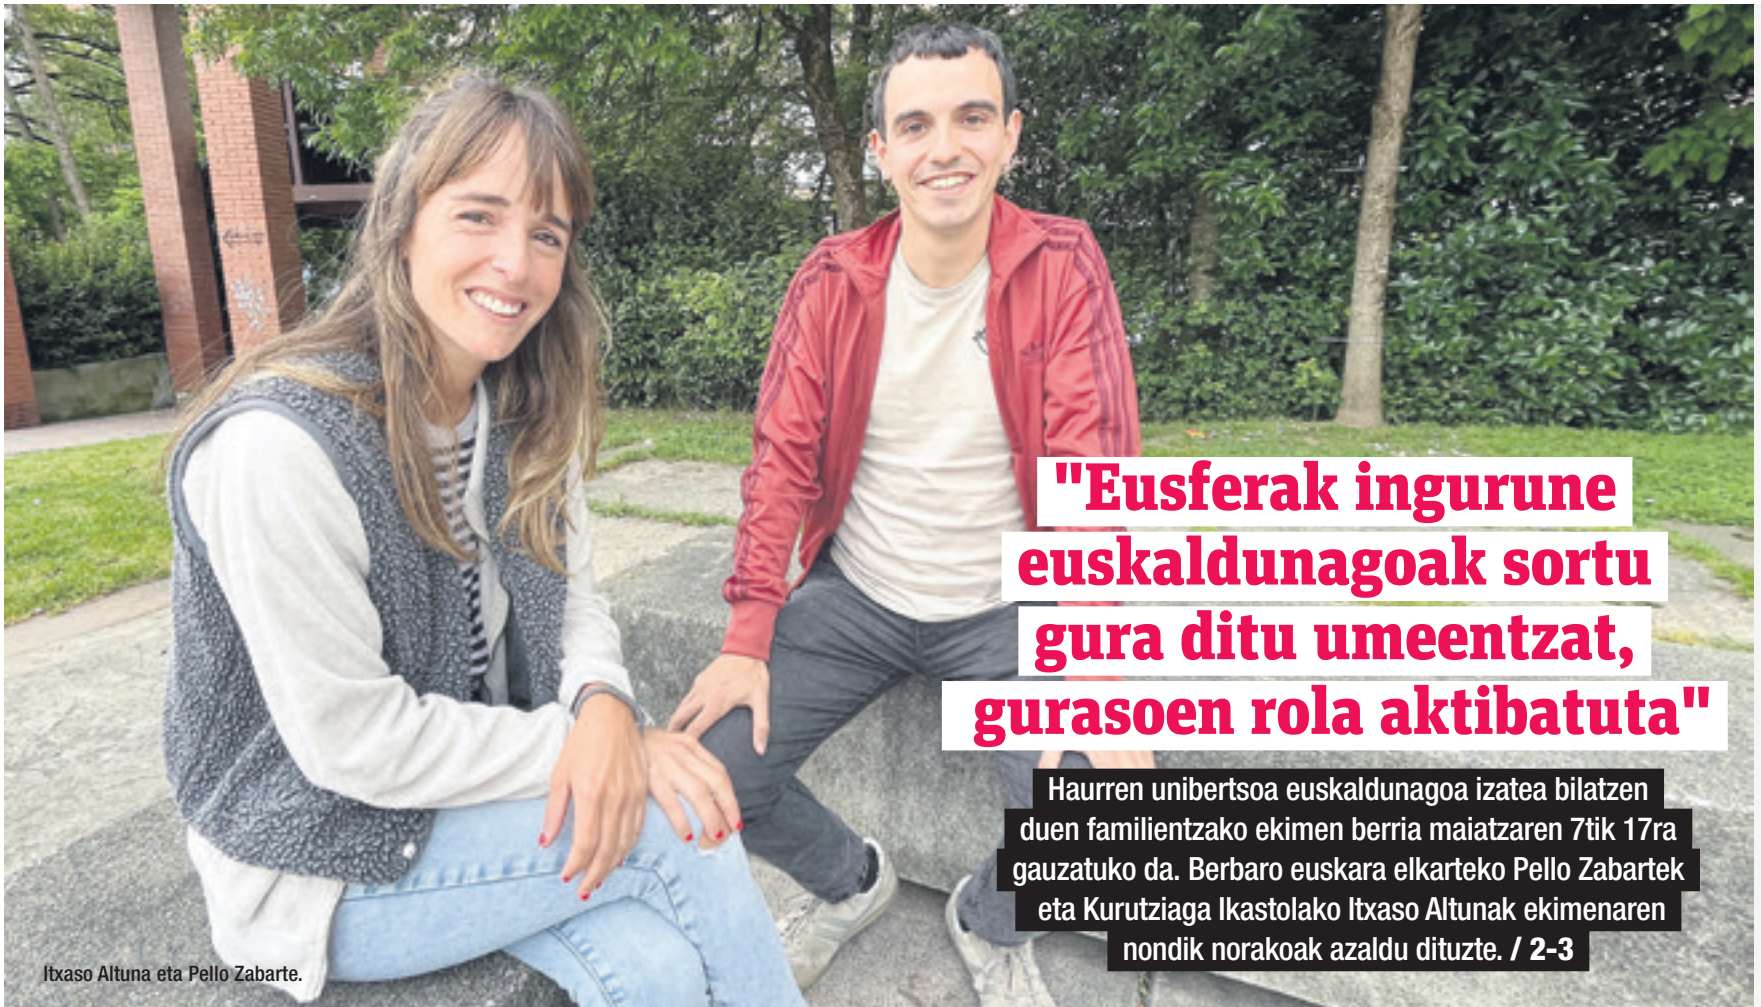 "Eusferak ingurune
euskaldunagoak sortu
gura ditu umeentzat,
gurasoen rola aktibatuta"
Haurren unibertsoa euskaldunagoa izatea bilatzen
duen familientzako ekimen berria maiatzaren 7tik 17ra
gauzatuko da. Berbaro euskara elkarteko Pello Zabartek
eta Kurutziaga Ikastolako Itxaso Altunak ekimenaren
nondik norakoak azaldu dituzte. / 2-3
Itxaso Altuna eta Pello Zabarte.